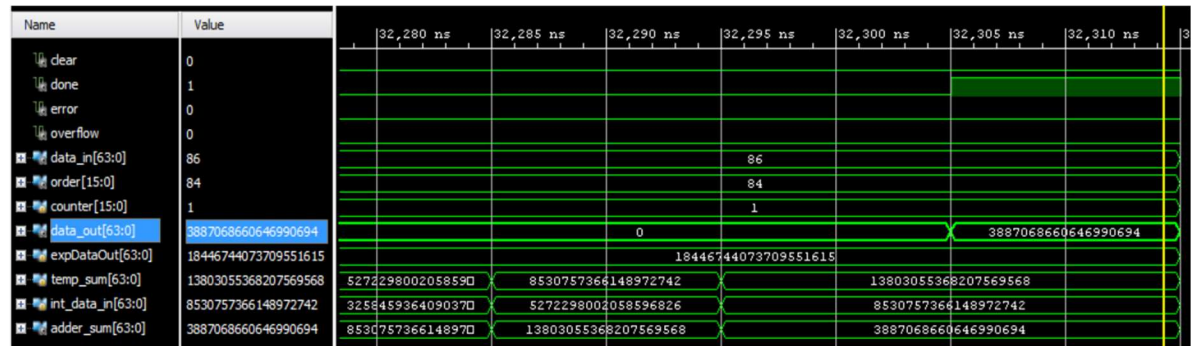 Name Value 32,280 ns 32,285 ns 32,290 ns 32,295 ns 32,300 ns 32,305 ns 32,310 ns
clear 0
done 1
error 0
overflow 0
data_in[63:0] 86 86
order[15:0] 84 84
counter[15:0] 1 1
data_out[63:0] 3887068660646990694 0 3887068660646990694
expDataOut[63:0] 18446744073709551615 18446744073709551615
temp_sum[63:0] 13803055368207569568 527229800205859 8530757366148972742 13803055368207569568
int_data_in[63:0] 8530757366148972742 325845936409037 5272298002058596826 8530757366148972742
adder_sum[63:0] 3887068660646990694 853075736614897 13803055368207569568 3887068660646990694